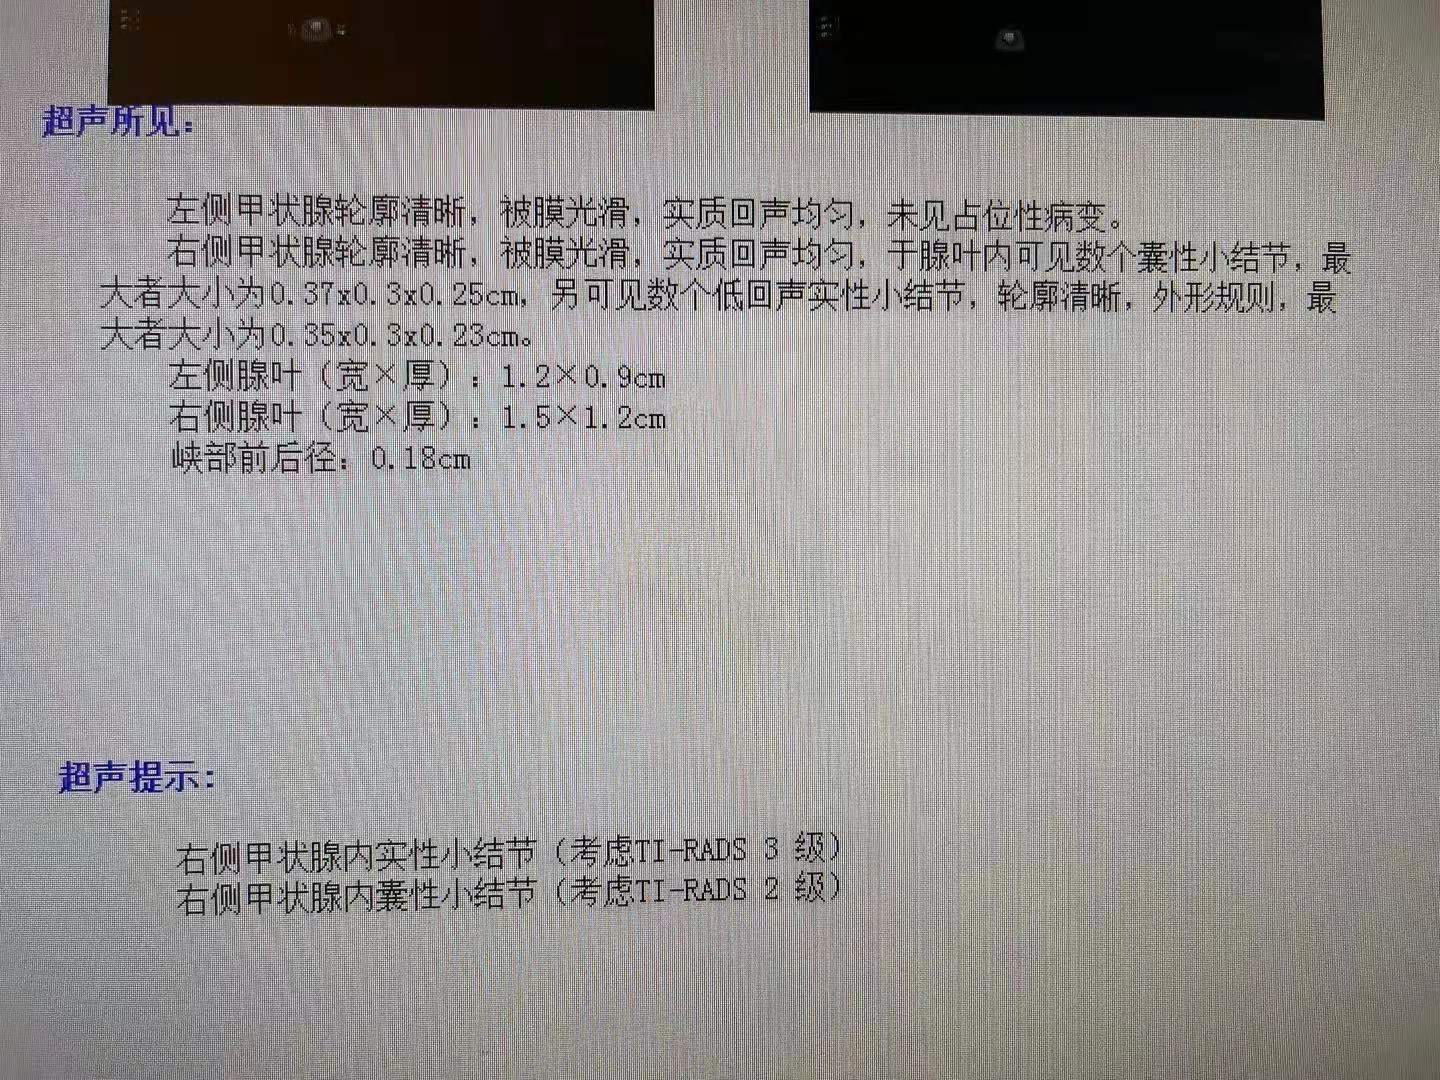 超声所见：
左侧甲状腺轮廓清晰，被膜光滑，实质回声均匀，未见占位性病变。
右侧甲状腺轮廓清晰，被膜光滑，实质回声均匀，于腺叶内可见数个囊性小结节，最
大者大小为0.37x0.3x0.25cm，另可见数个低回声实性小结节，轮廓清晰，外形规则，最
大者大小为0.35x0.3x0.23cm。
左侧腺叶（宽×厚）：1.2×0.9cm
右侧腺叶（宽×厚）：1.5×1.2cm
峡部前后径：0.18cm
超声提示：
右侧甲状腺内实性小结节（考虑TI-RADS 3 级）
右侧甲状腺内囊性小结节（考虑TI-RADS 2 级）